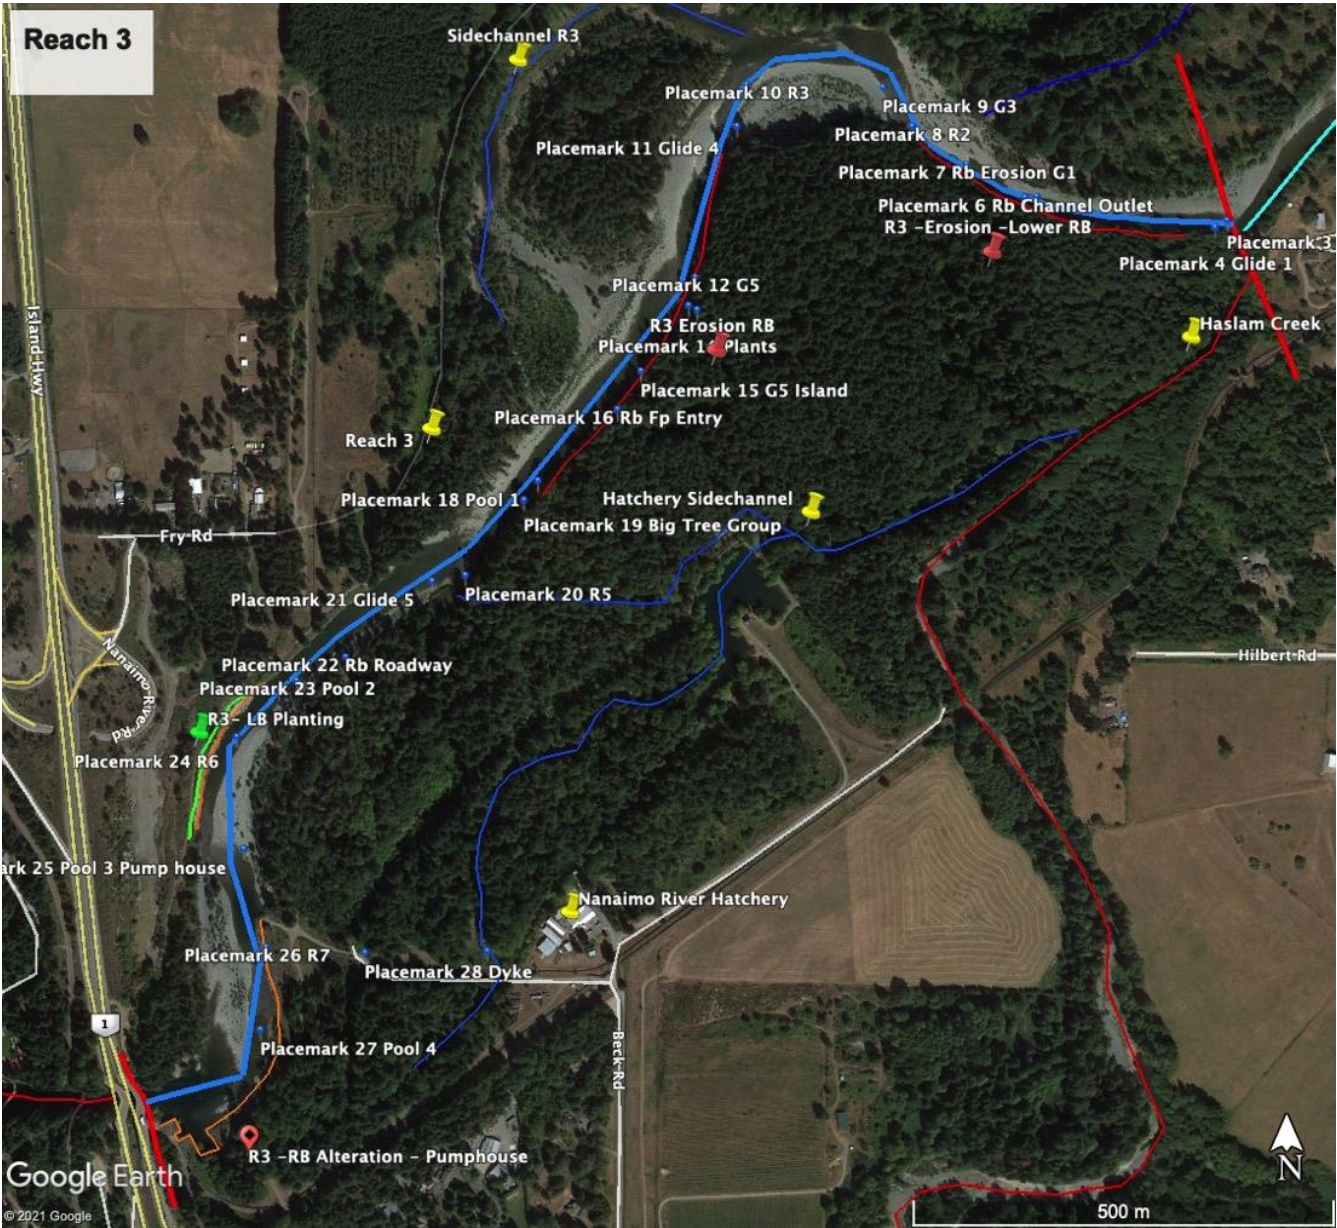 Reach 3
Sidechannel R3
Placemark 10 R3
Placemark 9 G3
Placemark 8 R2
Placemark 11 Glide 4
Placemark 7 Rb Erosion G1
Placemark 6 Rb Channel Outlet
R3 -Erosion -Lower RB
Placemark 3
Placemark 4 Glide 1
Placemark 12 G5
Haslam Creek
R3 Erosion RB
Placemark 14 Plants
Island Hwy
Placemark 15 G5 Island
Placemark 16 Rb Fp Entry
Reach 3
Placemark 18 Pool 1
Hatchery Sidechannel
Placemark 19 Big Tree Group
Fry Rd
Placemark 20 R5
Placemark 21 Glide 5
Hilbert Rd
Placemark 22 Rb Roadway
Nanaimo River Rd
Placemark 23 Pool 2
R3- LB Planting
Placemark 24 R6
ark 25 Pool 3 Pump house
Nanaimo River Hatchery
Placemark 26 R7
Placemark 28 Dyke
1
Placemark 27 Pool 4
Beck Rd
R3 -RB Alteration - Pumphouse
N
Google Earth
© 2021 Google
500 m